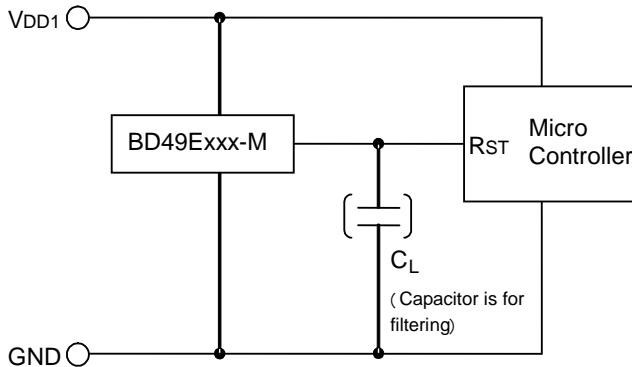 VDD1
BD49Exxx-M
RST
Micro
Controller
CL
(Capacitor is for
filtering)
GND